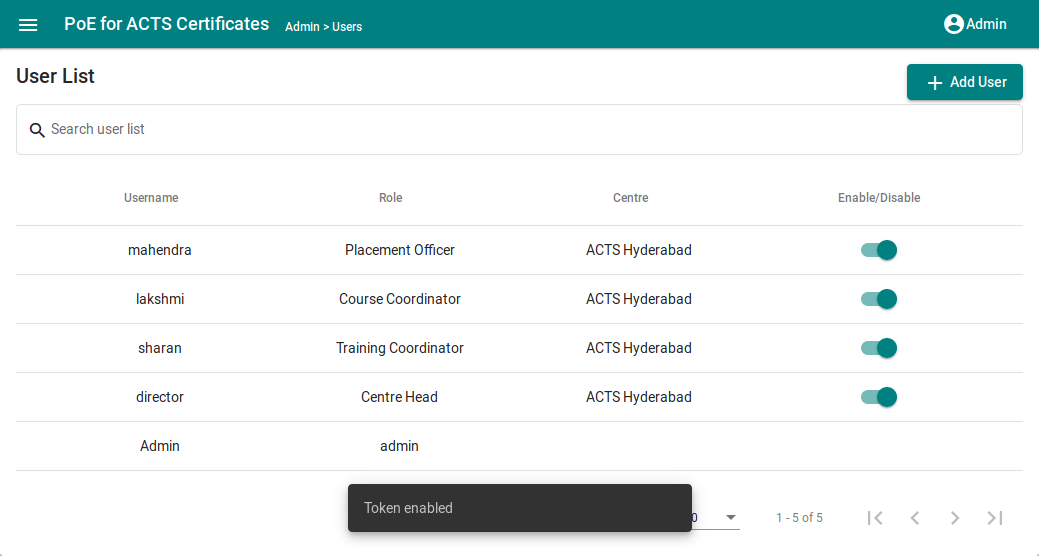 PoE for ACTS Certificates Admin > Users Admin
User List
Add User
Search user list
Username Role Centre Enable/Disable
mahendra Placement Officer ACTS Hyderabad
lakshmi Course Coordinator ACTS Hyderabad
sharan Training Coordinator ACTS Hyderabad
director Centre Head ACTS Hyderabad
Admin admin
Token enabled 0 1 - 5 of 5